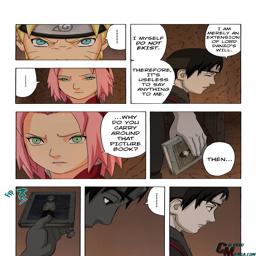 .........
I MYSELF
DO NOT
EXIST.
THEREFORE,
IT'S
USELESS
TO SAY
ANYTHING
TO ME.
I AM
MERELY AN
EXTENSION
OF LORD
DANZO'S
WILL.
.........
...WHY
DO YOU
CARRY
AROUND
THAT
PICTURE
BOOK?
THEN...
.........